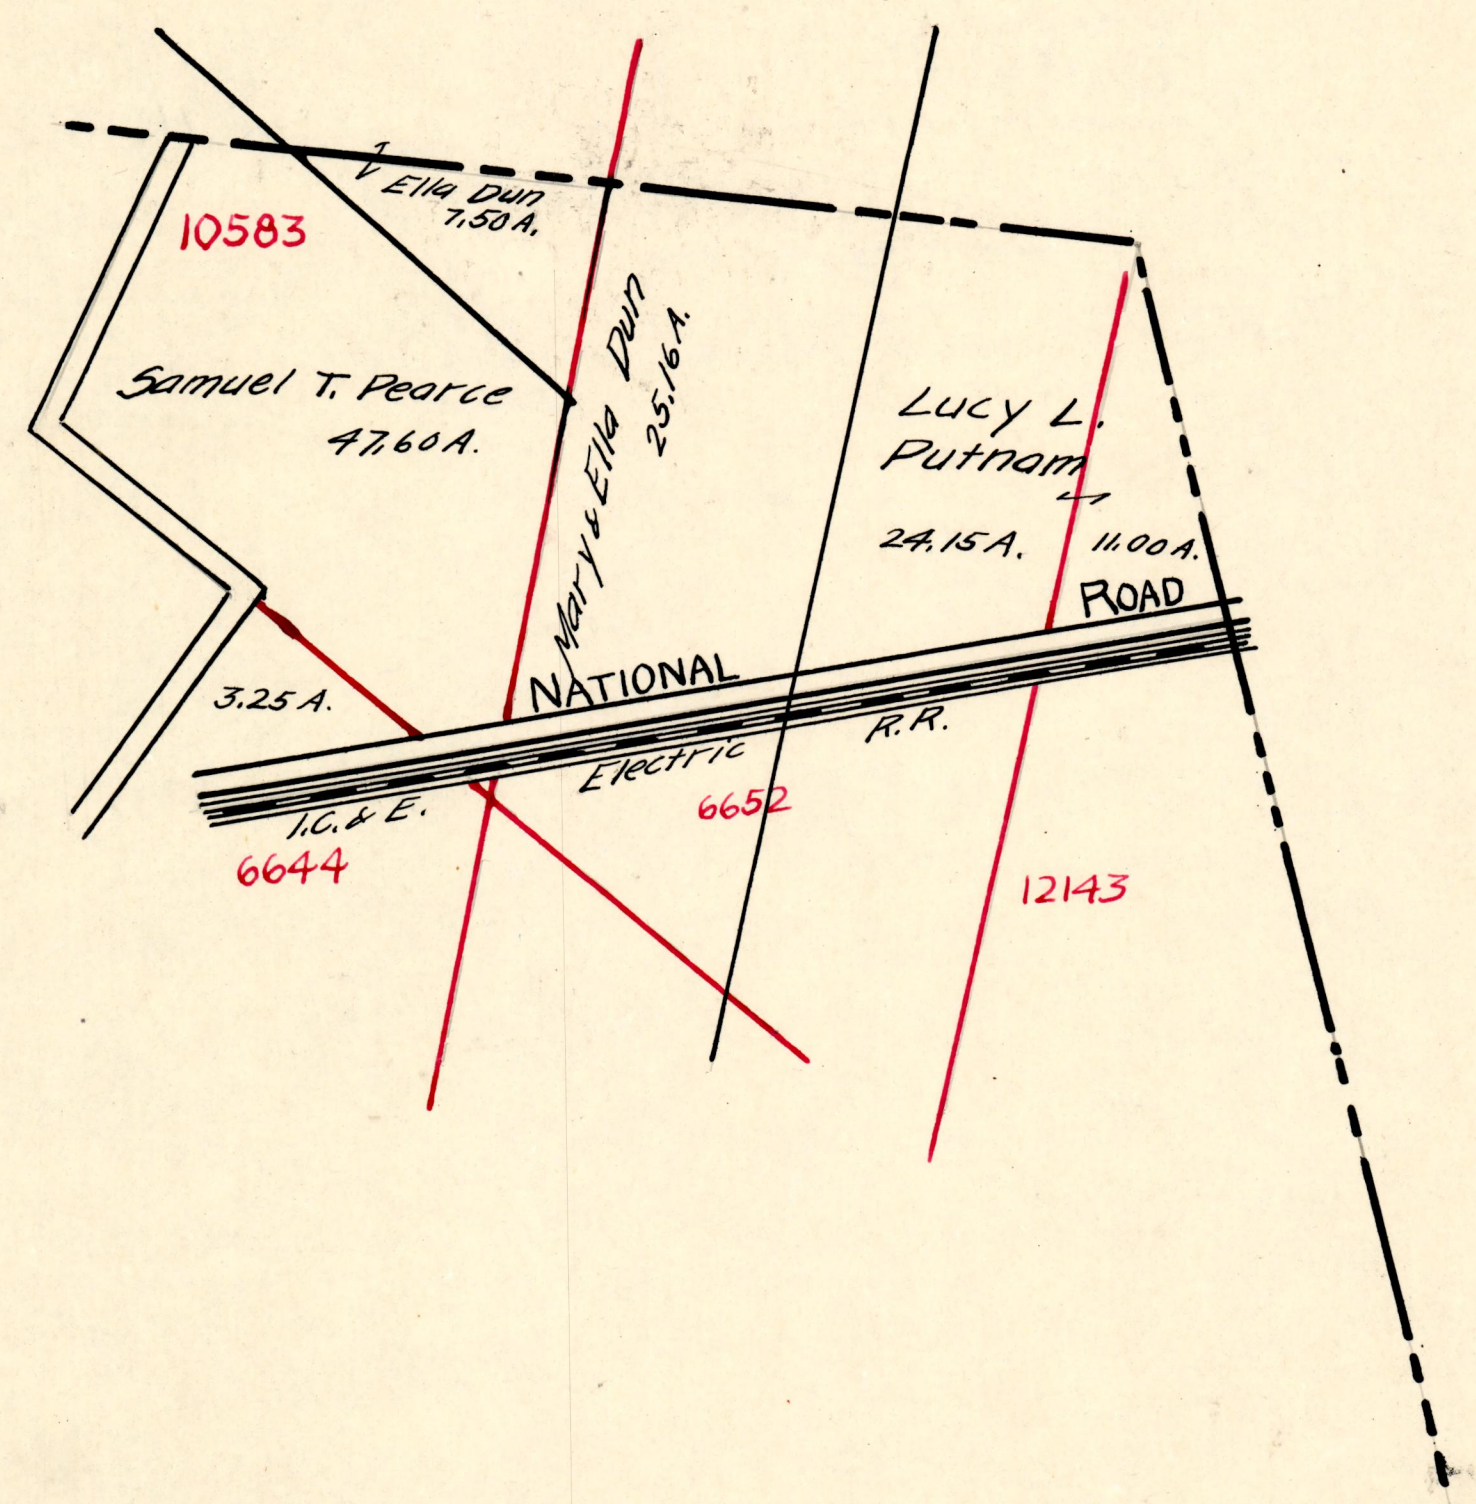 Ella Dun
7.50 A.
10583
Samuel T. Pearce
47.60 A.
Mary & Ella Dun
25.16 A.
Lucy L.
Putnam
24.15 A.
11.00 A.
NATIONAL ROAD
3.25 A.
I.C. & E. Electric R.R.
6644
6652
12143